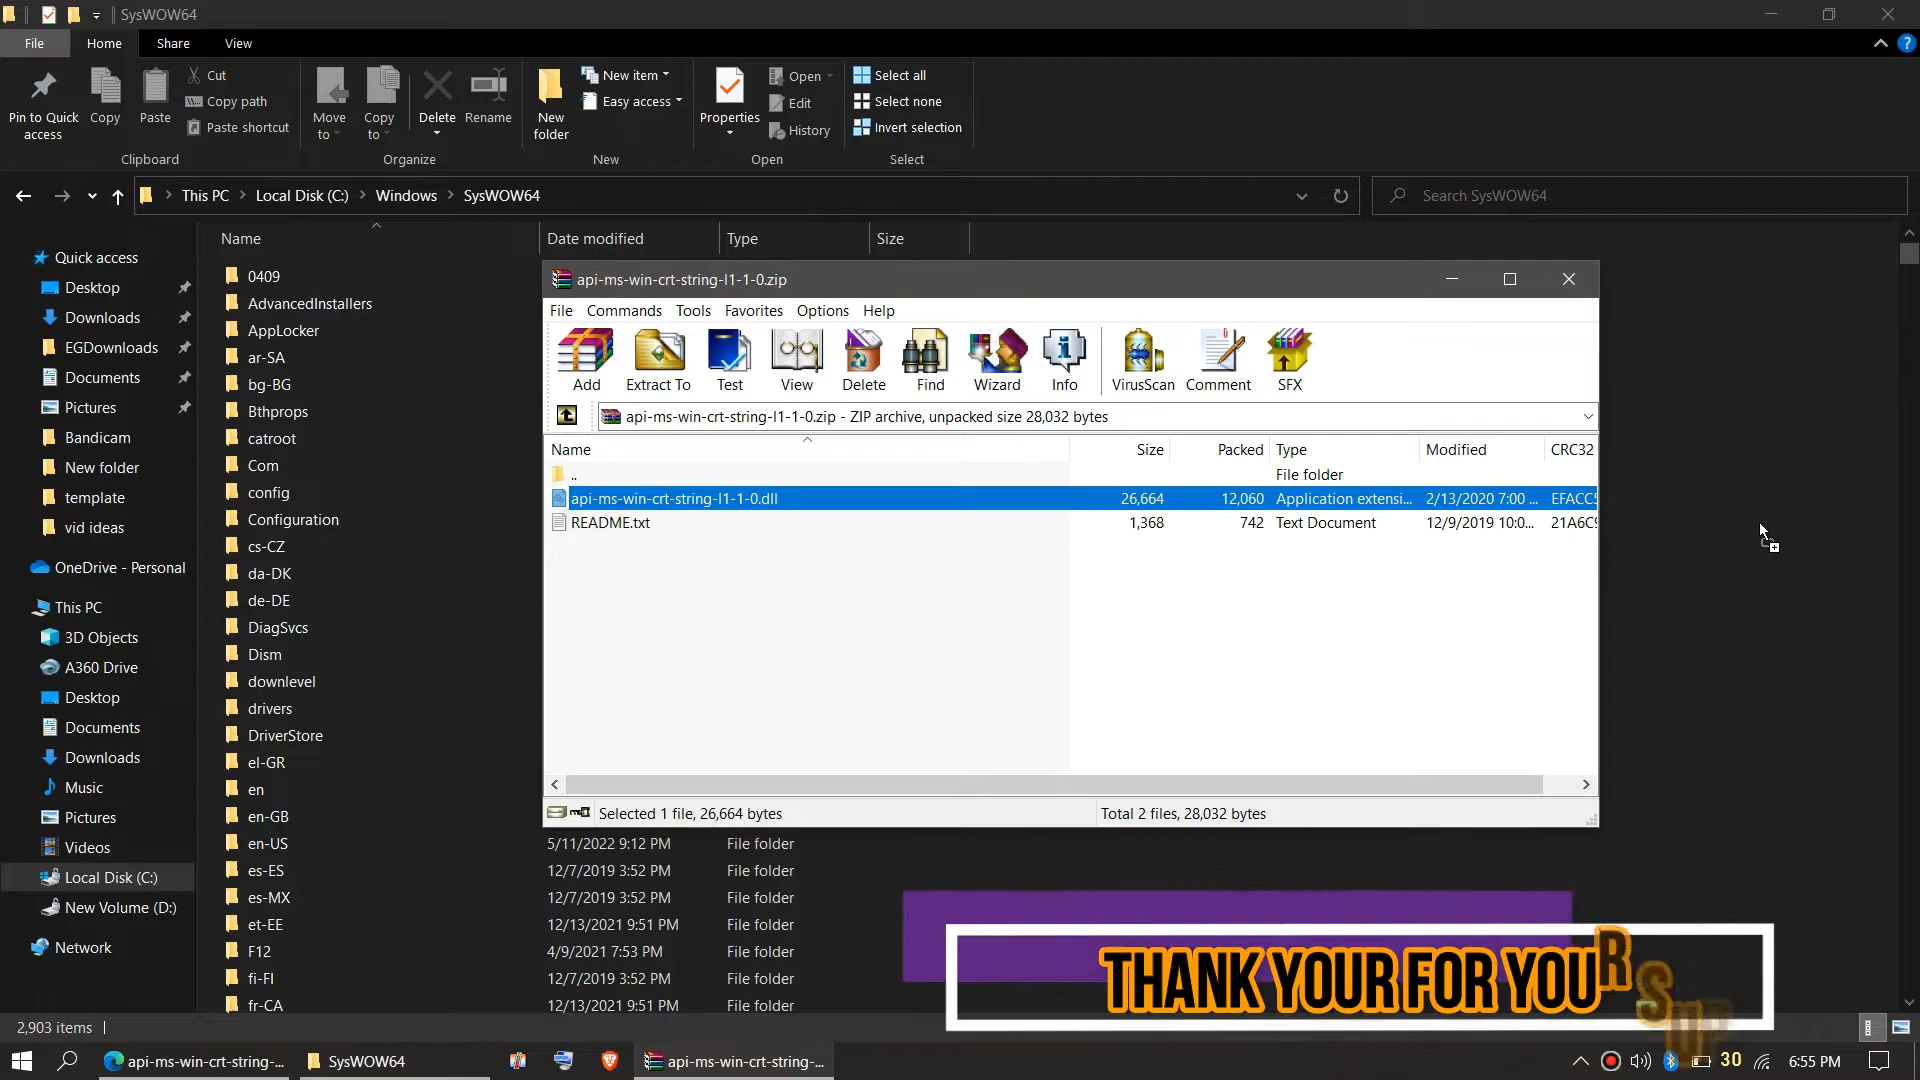 SysWOW64
File Home Share View
Pin to Quick access
Copy
Paste
Cut
Copy path
Paste shortcut
Clipboard
Move to
Copy to
Delete
Rename
Organize
New folder
New item
Easy access
New
Properties
Open
Edit
History
Open
Select all
Select none
Invert selection
Select
This PC > Local Disk (C:) > Windows > SysWOW64
Search SysWOW64
Name Date modified Type Size
Quick access
Desktop
Downloads
EGDownloads
Documents
Pictures
Bandicam
New folder
template
vid ideas
OneDrive - Personal
This PC
3D Objects
A360 Drive
Desktop
Documents
Downloads
Music
Pictures
Videos
Local Disk (C:)
New Volume (D:)
Network
0409
AdvancedInstallers
AppLocker
ar-SA
bg-BG
Bthprops
catroot
Com
config
Configuration
cs-CZ
da-DK
de-DE
DiagSvcs
Dism
downlevel
drivers
DriverStore
el-GR
en
en-GB
en-US 5/11/2022 9:12 PM File folder
es-ES 12/7/2019 3:52 PM File folder
es-MX 12/7/2019 3:52 PM File folder
et-EE 12/13/2021 9:51 PM File folder
F12 4/9/2021 7:53 PM File folder
fi-FI 12/7/2019 3:52 PM File folder
fr-CA 12/13/2021 9:51 PM File folder
api-ms-win-crt-string-l1-1-0.zip
File Commands Tools Favorites Options Help
Add Extract To Test View Delete Find Wizard Info VirusScan Comment SFX
api-ms-win-crt-string-l1-1-0.zip - ZIP archive, unpacked size 28,032 bytes
Name Size Packed Type Modified CRC32
.. File folder
api-ms-win-crt-string-l1-1-0.dll 26,664 12,060 Application extensi... 2/13/2020 7:00 ... EFACC5
README.txt 1,368 742 Text Document 12/9/2019 10:0... 21A6C9
Selected 1 file, 26,664 bytes Total 2 files, 28,032 bytes
THANK YOUR FOR YOUR SUP
2,903 items
api-ms-win-crt-string-... SysWOW64 api-ms-win-crt-string-... 30 6:55 PM